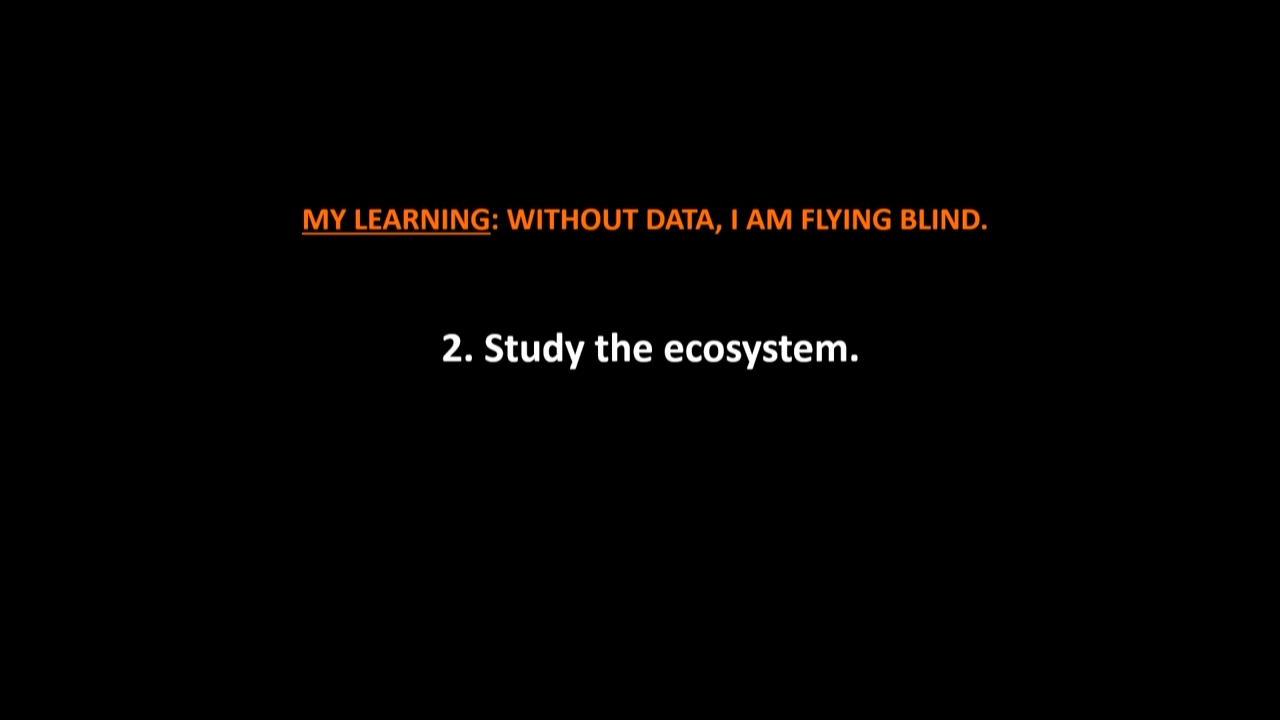 MY LEARNING: WITHOUT DATA, I AM FLYING BLIND.
2. Study the ecosystem.